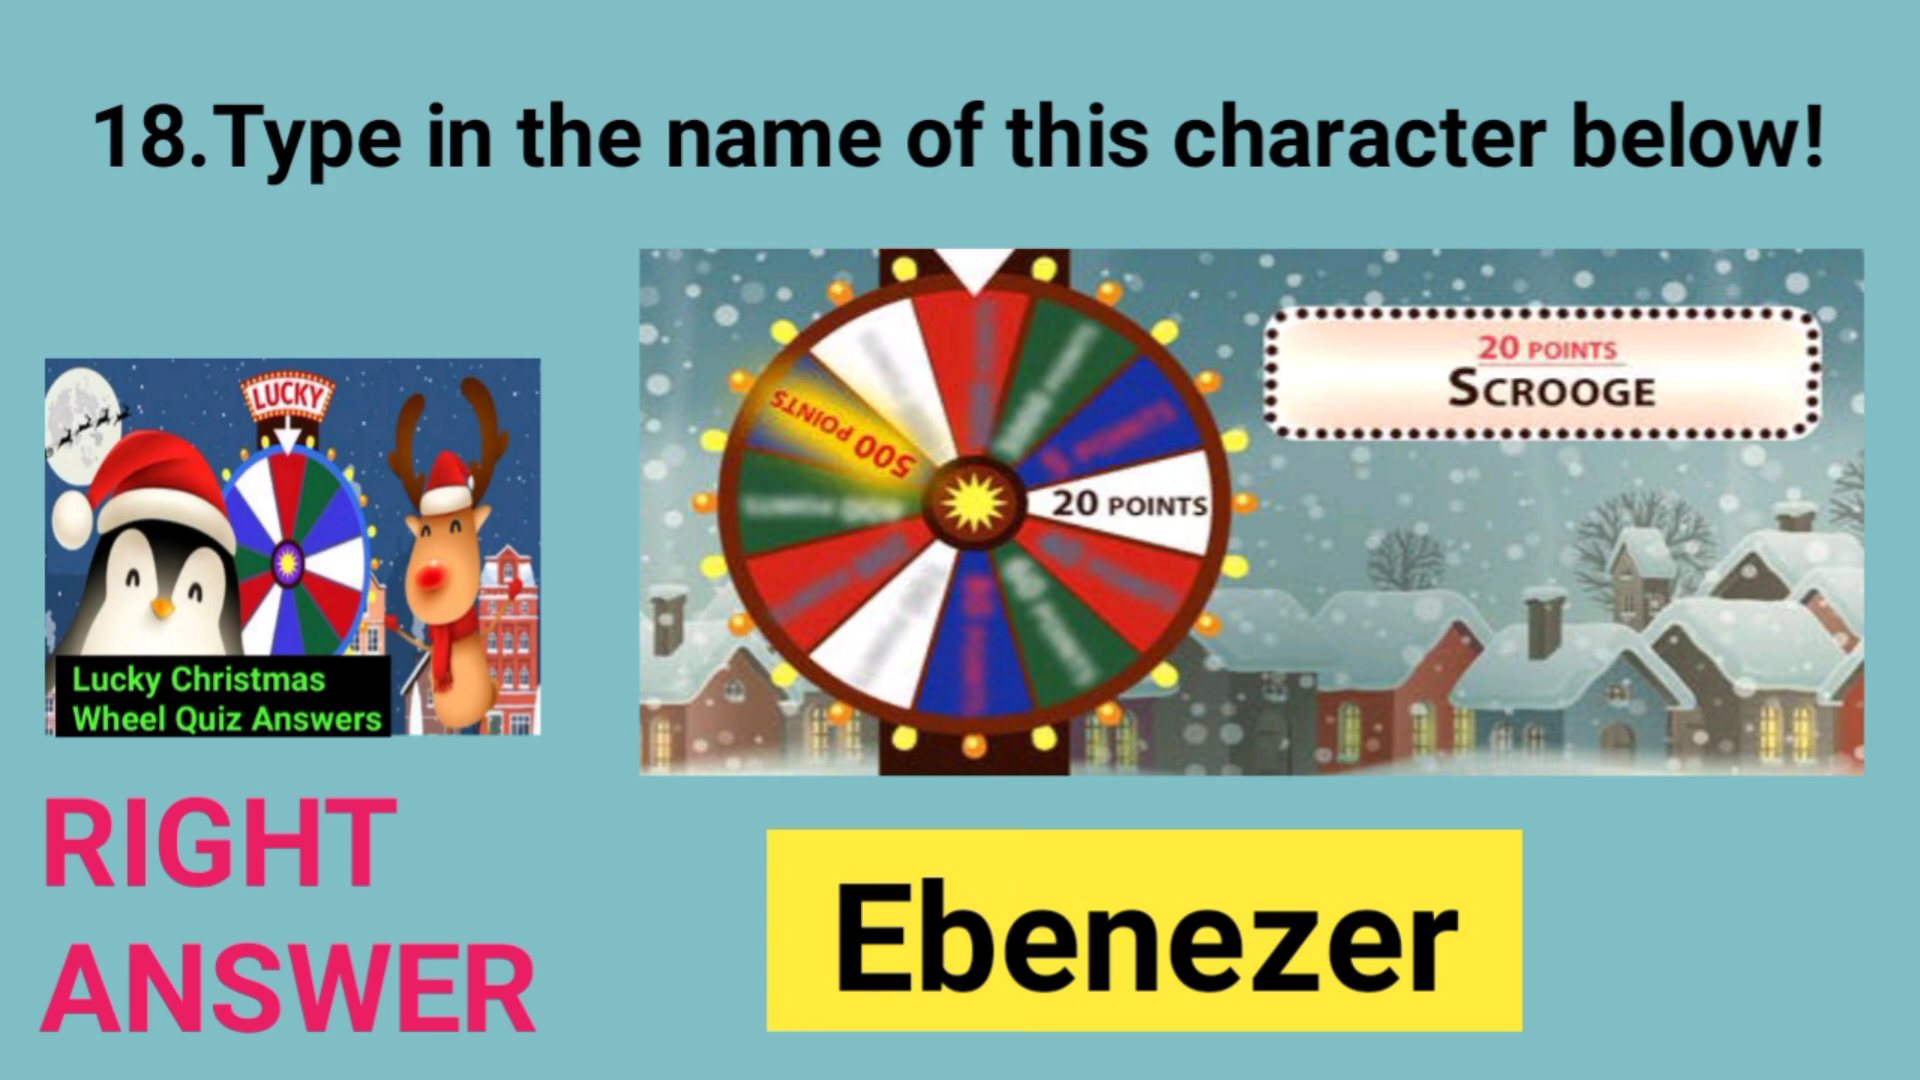 18.Type in the name of this character below!
20 POINTS
SCROOGE
500 POINTS
20 POINTS
LUCKY
Lucky Christmas
Wheel Quiz Answers
RIGHT
ANSWER
Ebenezer